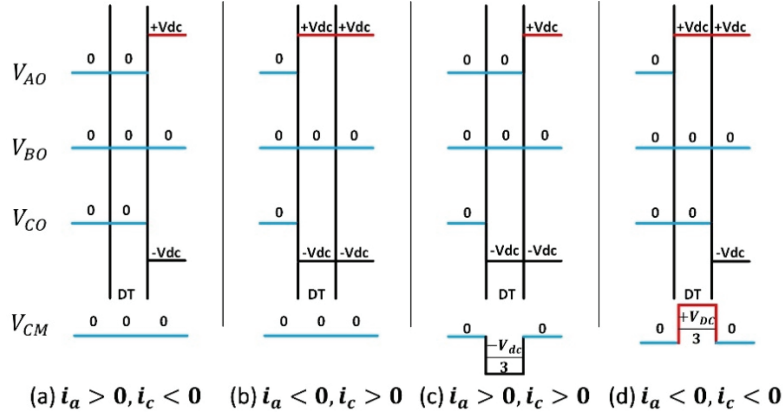 +Vdc +Vdc +Vdc +Vdc +Vdc +Vdc
V_AO 0 0 0 0 0 0
V_BO 0 0 0 0 0 0 0 0 0 0 0 0
V_CO 0 0 0 0 0 0
-Vdc -Vdc -Vdc -Vdc -Vdc -Vdc
DT DT DT DT
V_CM 0 0 0 0 0 0 0 -V_dc/3 0 0 +V_DC/3 0
(a) i_a > 0, i_c < 0 (b) i_a < 0, i_c > 0 (c) i_a > 0, i_c > 0 (d) i_a < 0, i_c < 0